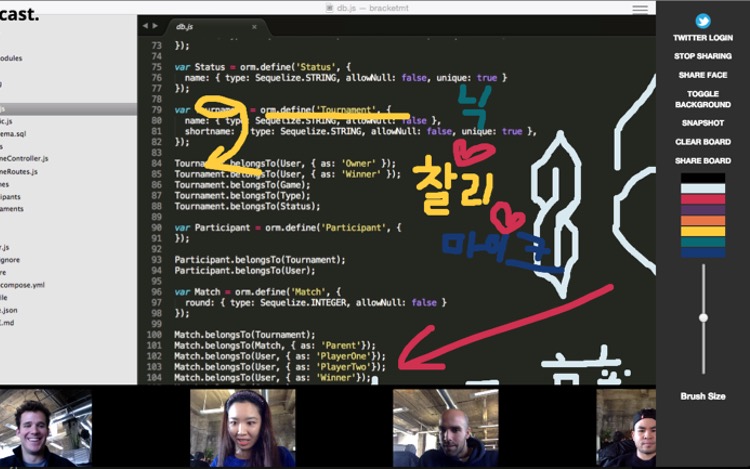 cast.
db.js — bracketmt
db.js
TWITTER LOGIN
STOP SHARING
SHARE FACE
TOGGLE
BACKGROUND
SNAPSHOT
CLEAR BOARD
SHARE BOARD
Brush Size
odules
js
ic.js
ema.sql
s
meController.js
meRoutes.js
nes
ipants
aments
r.js
gnore
re
compose.yml
file
e.json
E.md
73 });
74
75 var Status = orm.define('Status', {
76 name: { type: Sequelize.STRING, allowNull: false, unique: true }
77 });
78
79 var = orm.define('Tournament', {
80 name: { type: Sequelize.STRING, allowNull: false },
81 shortname: { type: Sequelize.STRING, allowNull: false, unique: true },
82 });
83
84 Tournament.belongsTo(User, { as: 'Owner' });
85 Tournament.belongsTo(User, { as: 'Winner' });
86 Tournament.belongsTo(Game);
87 Tournament.belongsTo(Type);
88 Tournament.belongsTo(Status);
89
90 var Participant = orm.define('Participant', {
91 });
92
93 Participant.belongsTo(Tournament);
94 Participant.belongsTo(User);
95
96 var Match = orm.define('Match', {
97 round: { type: Sequelize.INTEGER, allowNull: false }
98 });
99
100 Match.belongsTo(Tournament);
101 Match.belongsTo(Match, { as: 'Parent'});
102 Match.belongsTo(User, { as: 'PlayerOne'});
103 Match.belongsTo(User, { as: 'PlayerTwo'});
104 Match.belongsTo(User, { as: 'Winner'});
닉
찰리
마이크